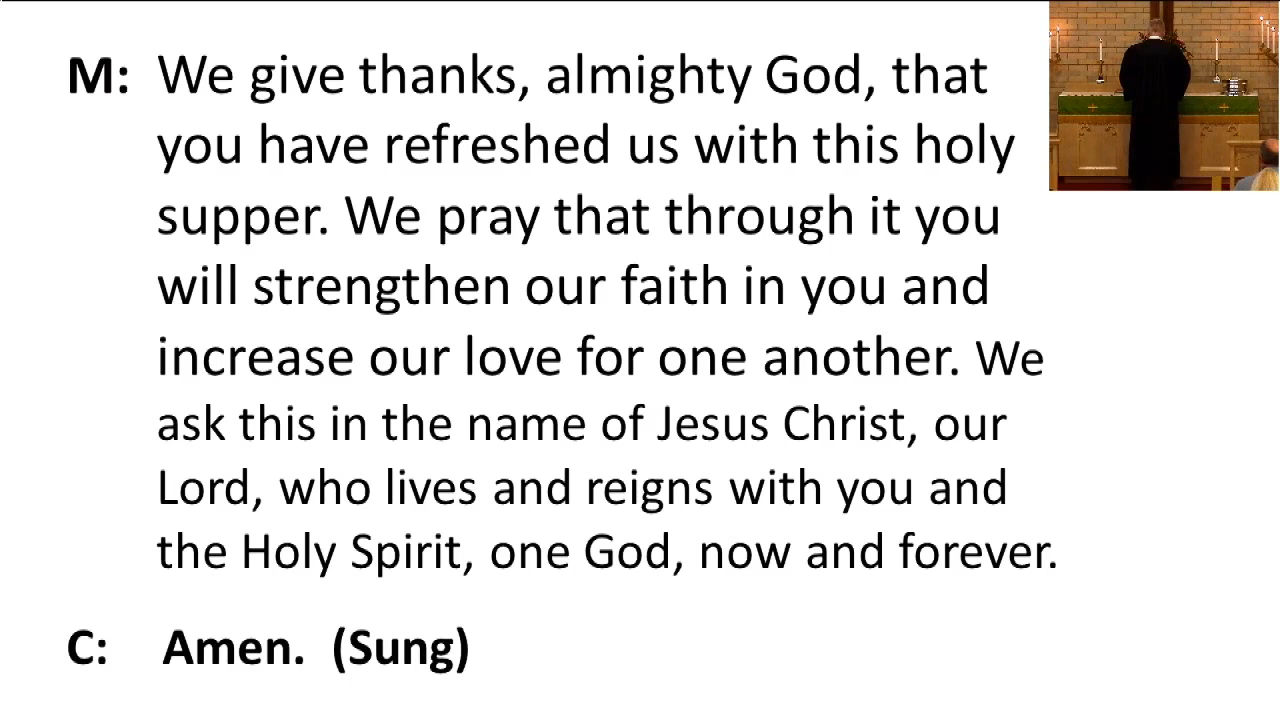 M: We give thanks, almighty God, that
you have refreshed us with this holy
supper. We pray that through it you
will strengthen our faith in you and
increase our love for one another. We
ask this in the name of Jesus Christ, our
Lord, who lives and reigns with you and
the Holy Spirit, one God, now and forever.
C: Amen. (Sung)